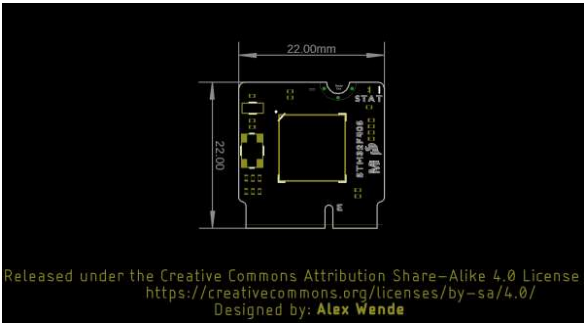 22.00mm
STAT
22.00
STM32F405
Released under the Creative Commons Attribution Share-Alike 4.0 License
https://creativecommons.org/licenses/by-sa/4.0/
Designed by: Alex Wende